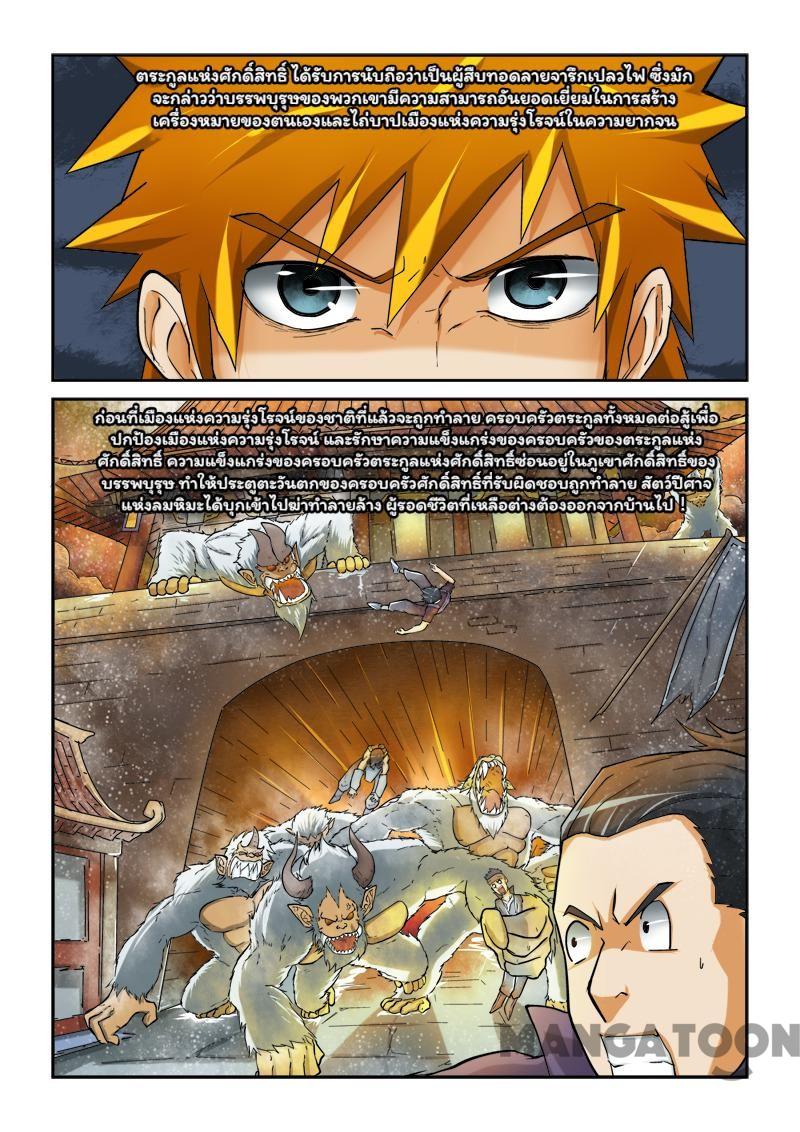 ตระกูลแห่งศักดิ์สิทธิ์ ได้รับการนับถือว่าเป็นผู้สืบทอดลายจารึกเปลวไฟ ซึ่งมัก
จะกล่าวว่าบรรพบุรุษของพวกเขามีความสามารถอันยอดเยี่ยมในการสร้าง
เครื่องหมายของตนเองและไถ่บาปเมืองแห่งความรุ่งโรจน์ในความยากจน
ก่อนที่เมืองแห่งความรุ่งโรจน์ของชาติที่แล้วจะถูกทำลาย ครอบครัวตระกูลทั้งหมดต่อสู้เพื่อ
ปกป้องเมืองแห่งความรุ่งโรจน์ และรักษาความแข็งแกร่งของครอบครัวของตระกูลแห่ง
ศักดิ์สิทธิ์ ความแข็งแกร่งของครอบครัวตระกูลแห่งศักดิ์สิทธิ์ซ่อนอยู่ในภูเขาศักดิ์สิทธิ์ของ
บรรพบุรุษ ทำให้ประตูตะวันตกของครอบครัวศักดิ์สิทธิ์ที่รับผิดชอบถูกทำลาย สัตว์ปีศาจ
แห่งลมหิมะได้บุกเข้าไปฆ่าทำลายล้าง ผู้รอดชีวิตที่เหลือต่างต้องออกจากบ้านไป !
MANGATOON